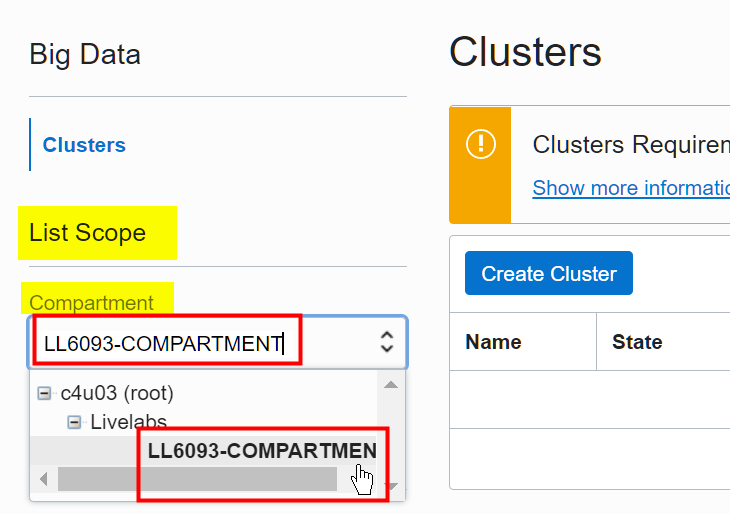 Big Data
Clusters
List Scope
Compartment
LL6093-COMPARTMENT
c4u03 (root)
Livelabs
LL6093-COMPARTMEN
Clusters
Clusters Requirem
Show more informatio
Create Cluster
Name State